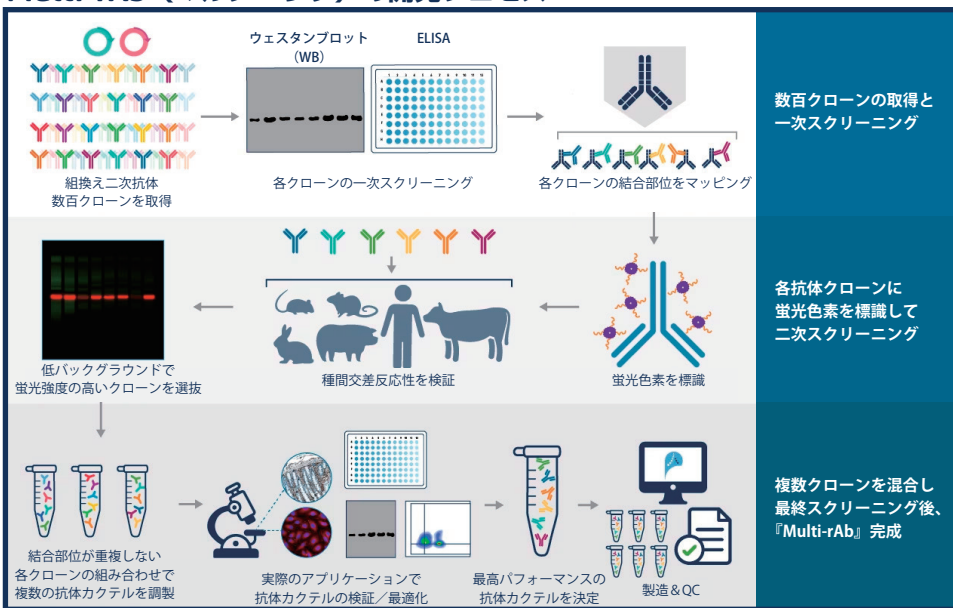 ウェスタンブロット
(WB)
ELISA
組換え二次抗体
数百クローンを取得
各クローンの一次スクリーニング
各クローンの結合部位をマッピング
数百クローンの取得と
一次スクリーニング
低バックグラウンドで
蛍光強度の高いクローンを選抜
種間交差反応性を検証
蛍光色素を標識
各抗体クローンに
蛍光色素を標識して
二次スクリーニング
結合部位が重複しない
各クローンの組み合わせで
複数の抗体カクテルを調製
実際のアプリケーションで
抗体カクテルの検証／最適化
最高パフォーマンスの
抗体カクテルを決定
製造&QC
複数クローンを混合し
最終スクリーニング後、
『Multi-rAb』完成